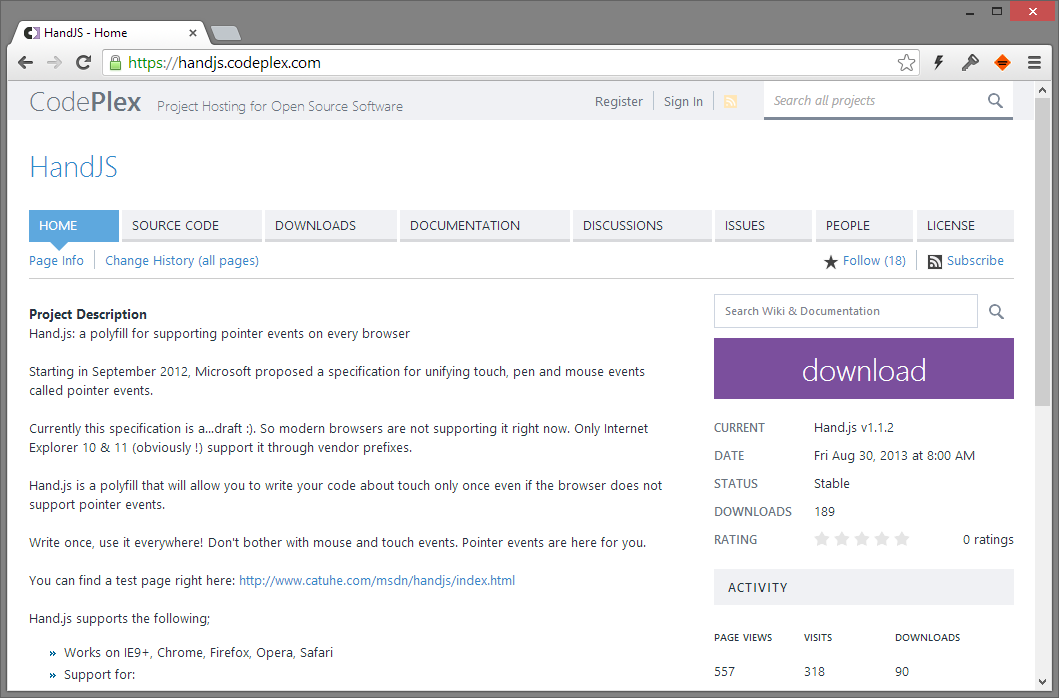 HandJS - Home
https://handjs.codeplex.com
CodePlex Project Hosting for Open Source Software
Register Sign In
Search all projects
HandJS
HOME SOURCE CODE DOWNLOADS DOCUMENTATION DISCUSSIONS ISSUES PEOPLE LICENSE
Page Info Change History (all pages)
Follow (18) Subscribe
Project Description
Hand.js: a polyfill for supporting pointer events on every browser
Starting in September 2012, Microsoft proposed a specification for unifying touch, pen and mouse events
called pointer events.
Currently this specification is a...draft :). So modern browsers are not supporting it right now. Only Internet
Explorer 10 & 11 (obviously !) support it through vendor prefixes.
Hand.js is a polyfill that will allow you to write your code about touch only once even if the browser does not
support pointer events.
Write once, use it everywhere! Don't bother with mouse and touch events. Pointer events are here for you.
You can find a test page right here: http://www.catuhe.com/msdn/handjs/index.html
Hand.js supports the following;
» Works on IE9+, Chrome, Firefox, Opera, Safari
» Support for:
Search Wiki & Documentation
download
CURRENT Hand.js v1.1.2
DATE Fri Aug 30, 2013 at 8:00 AM
STATUS Stable
DOWNLOADS 189
RATING 0 ratings
ACTIVITY
PAGE VIEWS VISITS DOWNLOADS
557 318 90